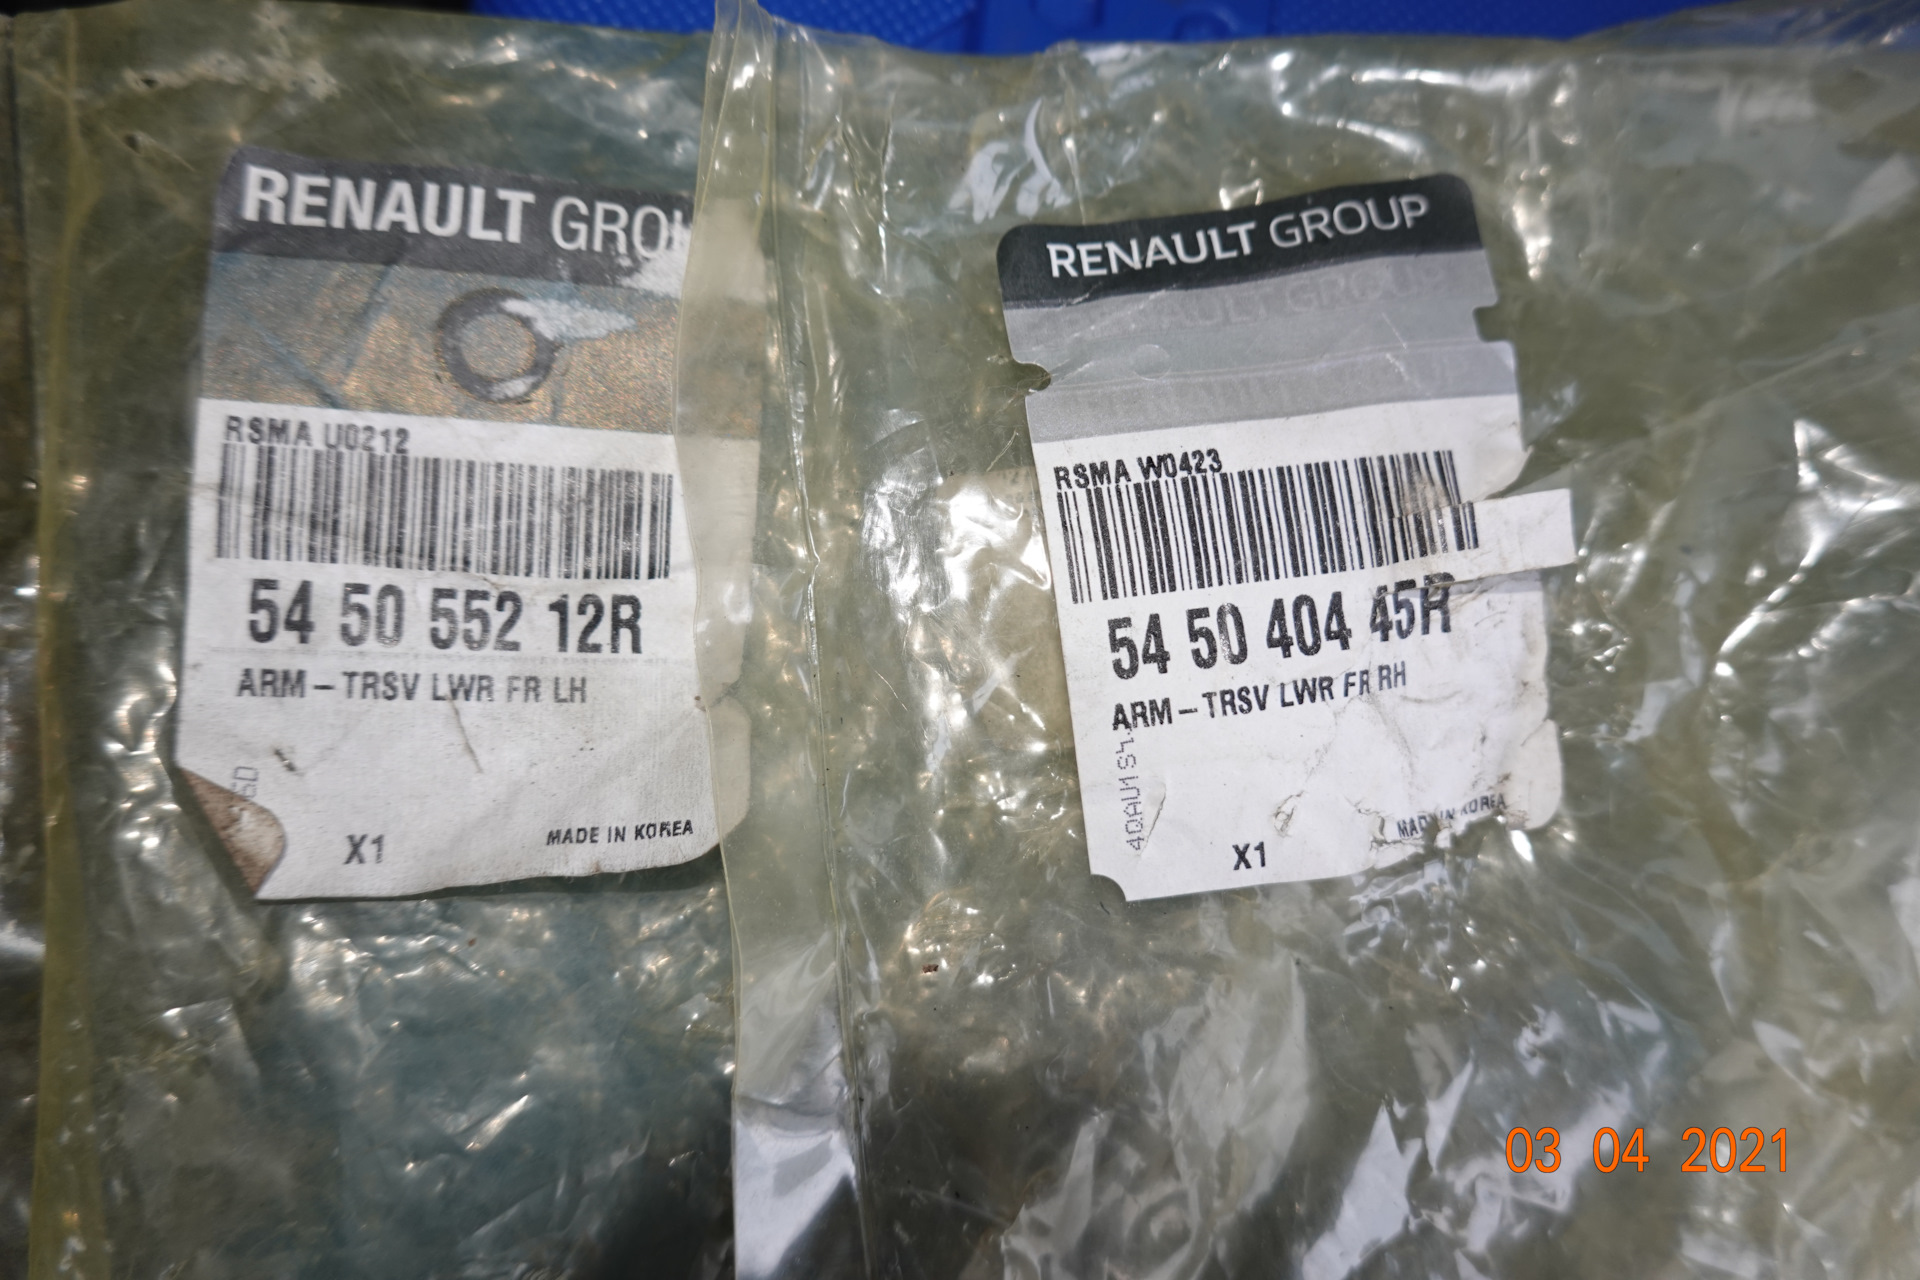 RENAULT GROU
RSMA U0212
54 50 552 12R
ARM – TRSV LWR FR LH
X1
MADE IN KOREA
RENAULT GROUP
RSMA W0423
54 50 404 45R
ARM – TRSV LWR FR RH
X1
MADE IN KOREA
03 04 2021